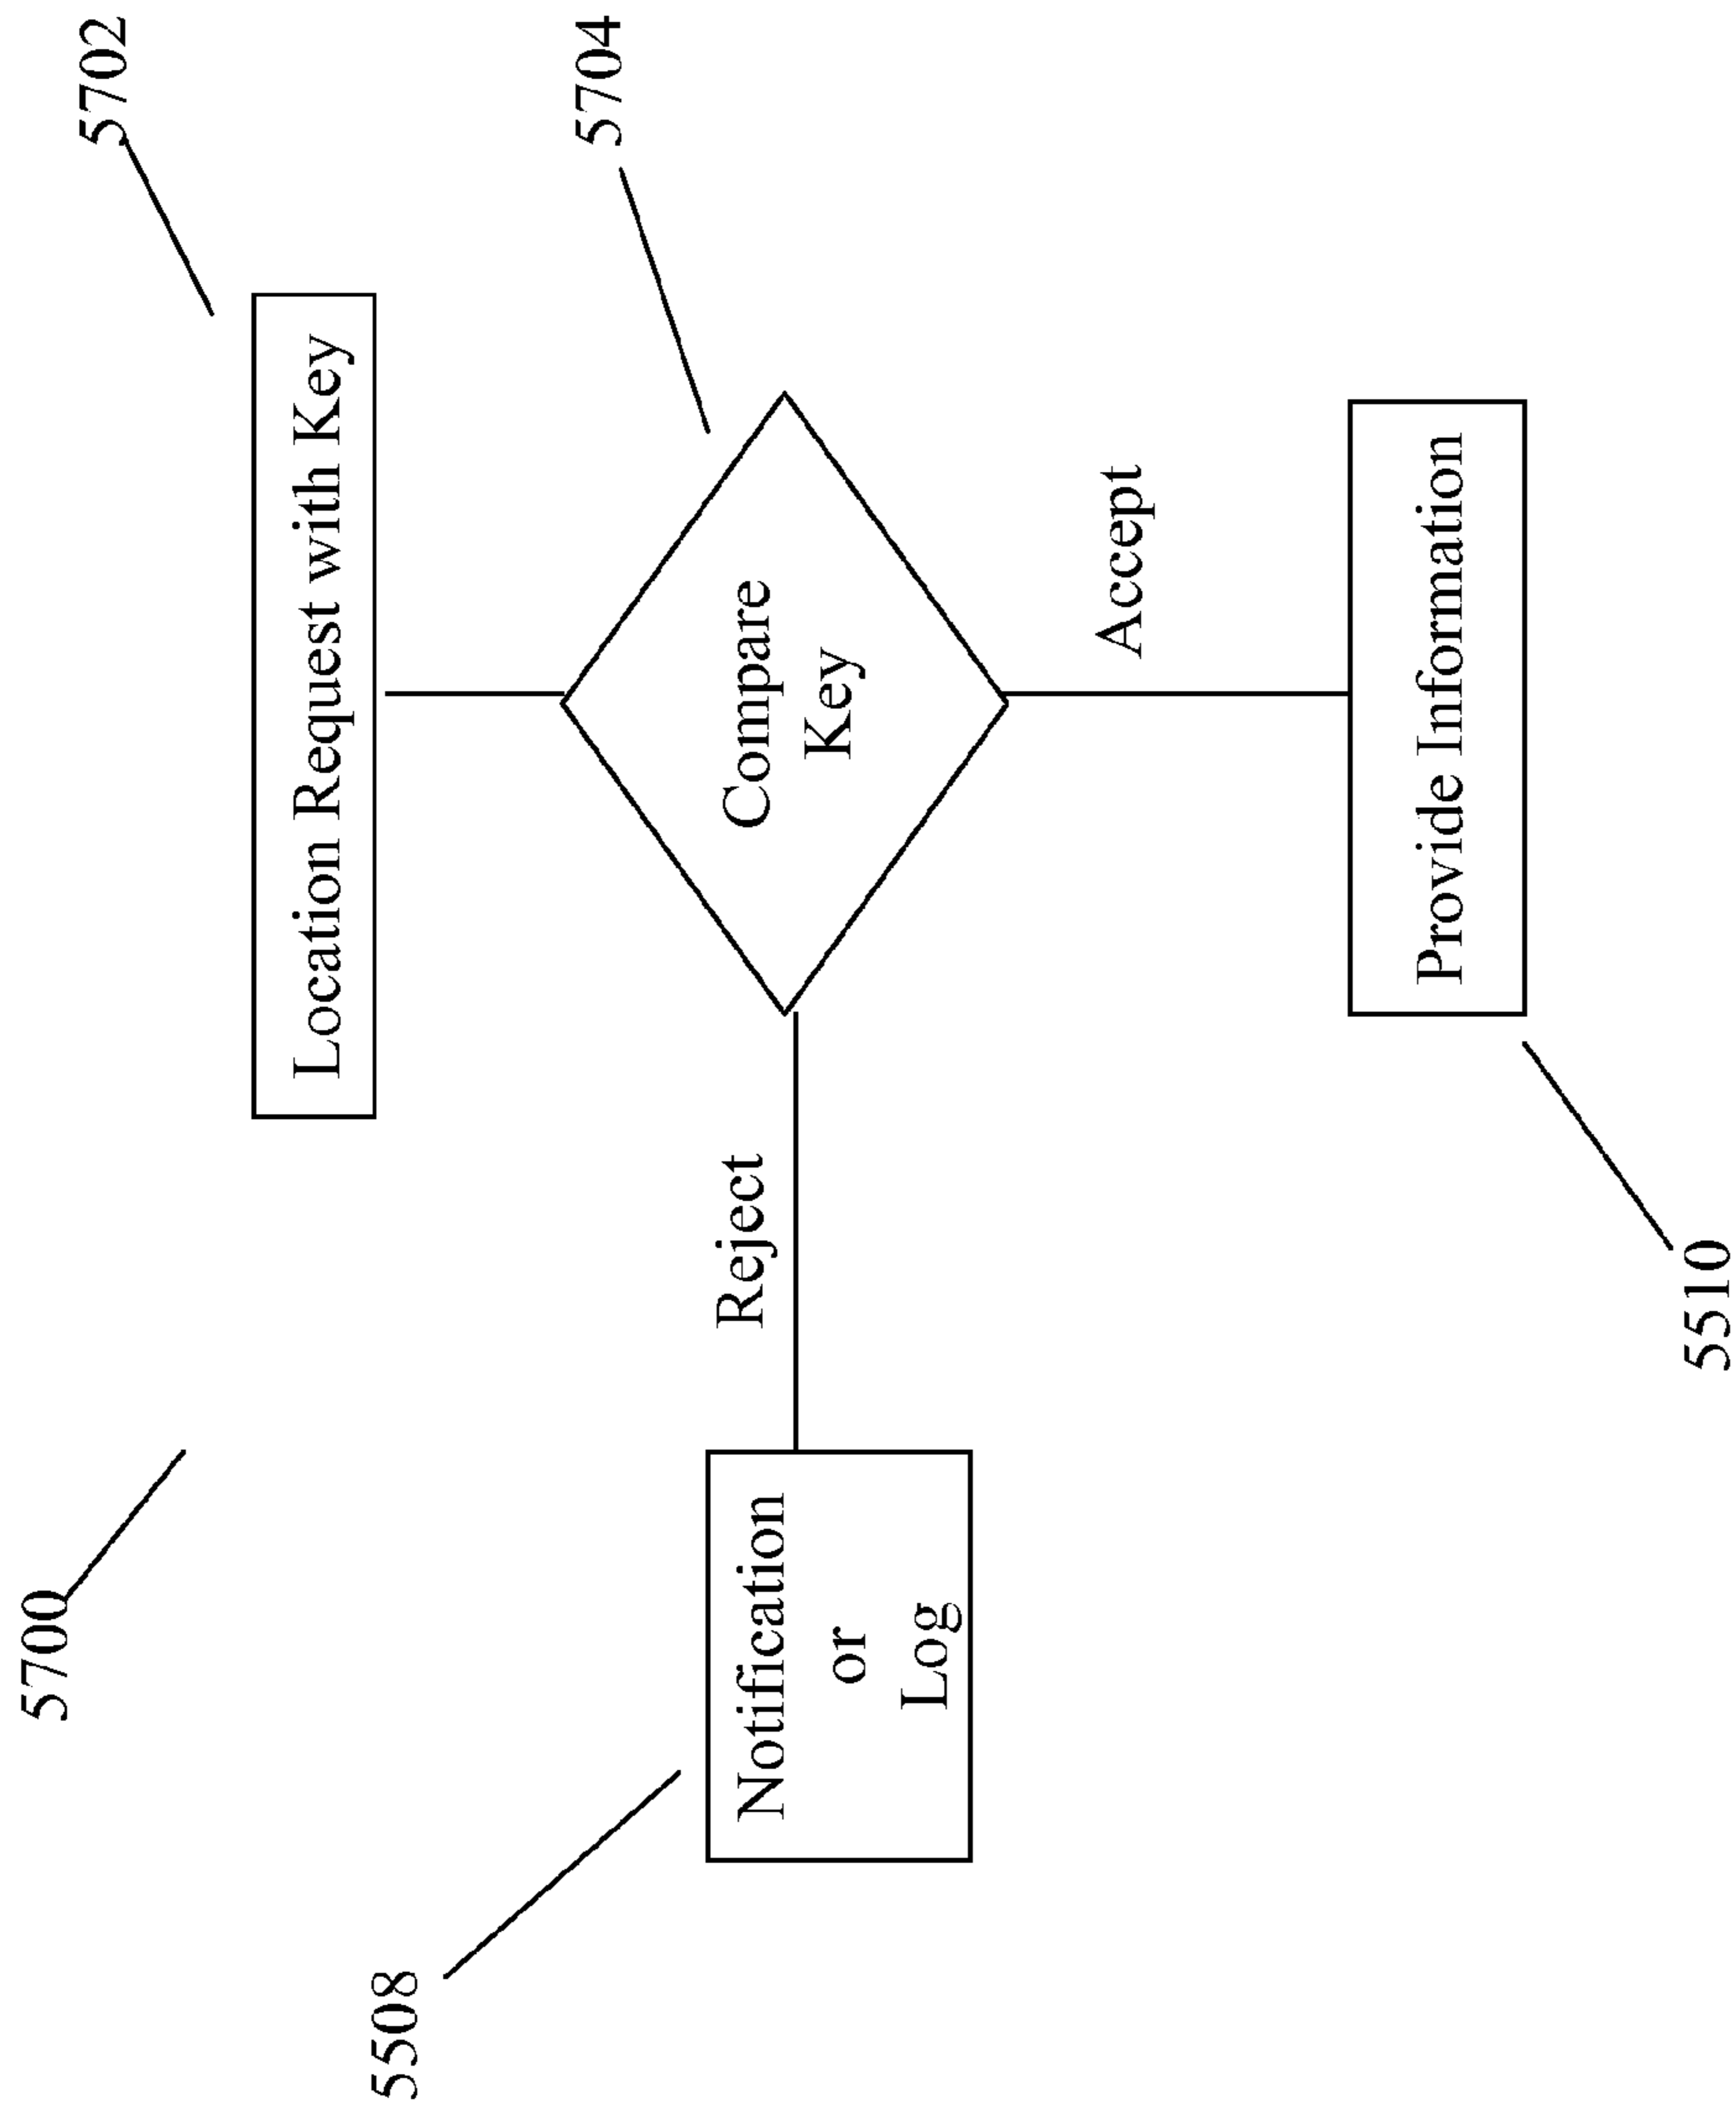 5700
5702
Location Request with Key
5508
5704
Notification
or
Log
Reject
Compare
Key
Accept
Provide Information
5510